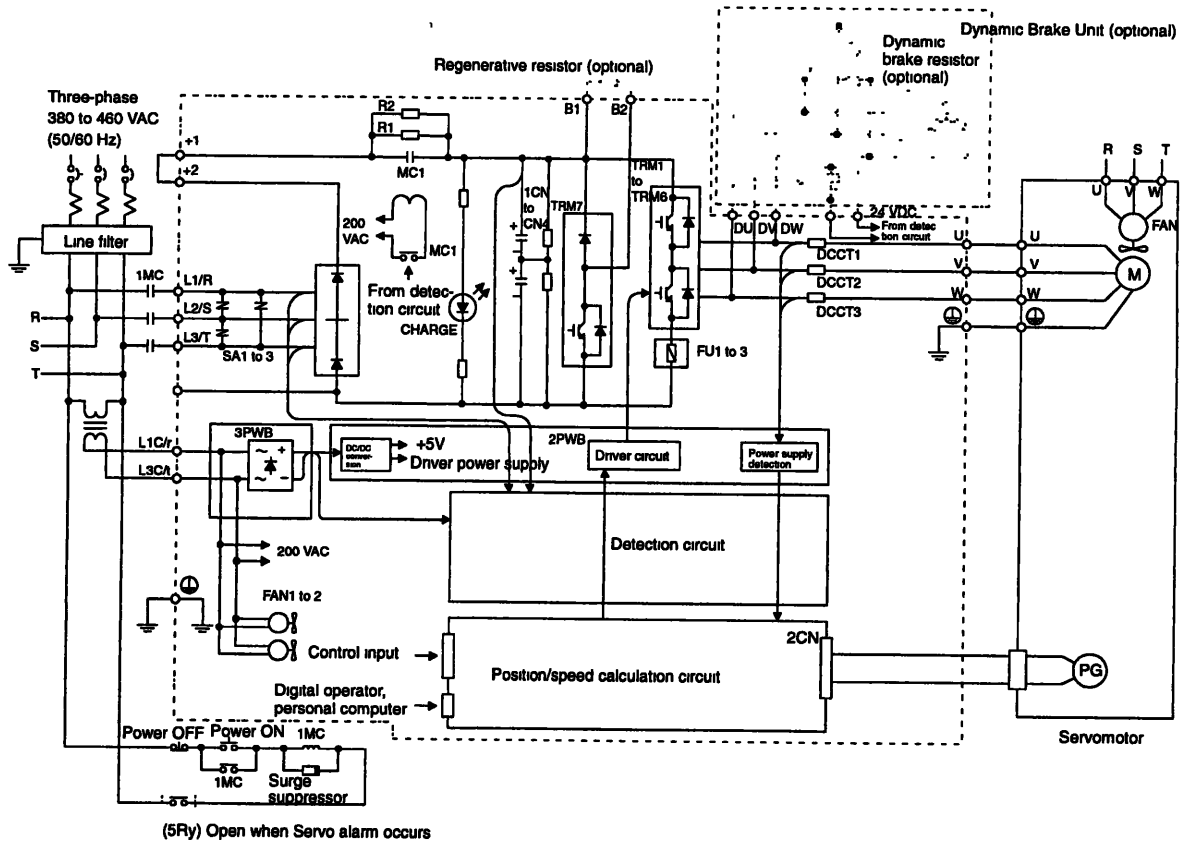 Dynamic Brake Unit (optional)
Dynamic
brake resistor
(optional)
Regenerative resistor (optional)
Three-phase
380 to 460 VAC
(50/60 Hz)
B1
B2
R2
R1
MC1
+1
+2
R S T
U V W
FAN
TRM1
to
TRM6
1CN
to
CN4
TRM7
200
VAC
MC1
From detec-
tion circuit
CHARGE
24 VDC
From detec
tion circuit
DU DV DW
U
V
W
U
V
W
M
DCCT1
DCCT2
DCCT3
Line filter
1MC
L1/R
L2/S
L3/T
SA1 to 3
R
S
T
FU1 to 3
L1C/r
L3C/t
3PWB
DC/DC
conver-
sion
+5V
Driver power supply
2PWB
Driver circuit
Power supply
detection
Detection circuit
200 VAC
FAN1 to 2
Control input
Digital operator,
personal computer
Position/speed calculation circuit
2CN
PG
Servomotor
Power OFF
Power ON
1MC
1MC
Surge
suppressor
(5Ry) Open when Servo alarm occurs